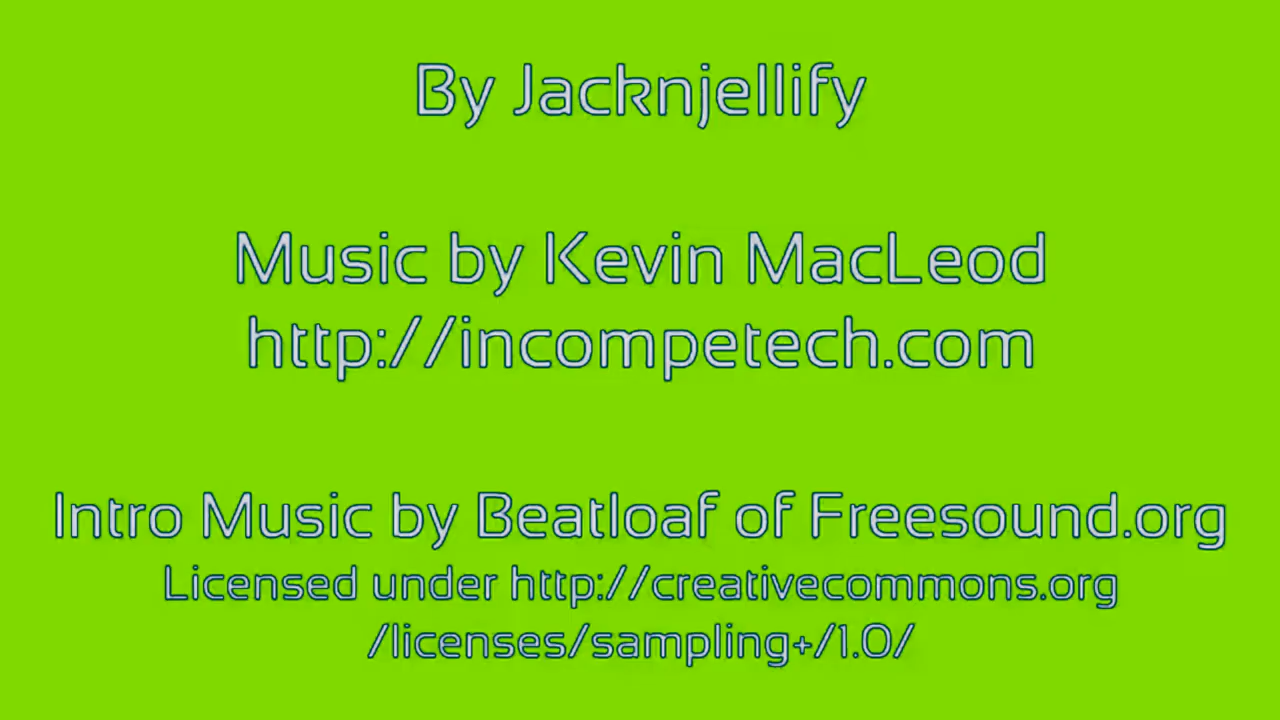 By Jacknjellify
Music by Kevin MacLeod
http://incompetech.com
Intro Music by Beatloaf of Freesound.org
Licensed under http://creativecommons.org
/licenses/sampling+/1.0/